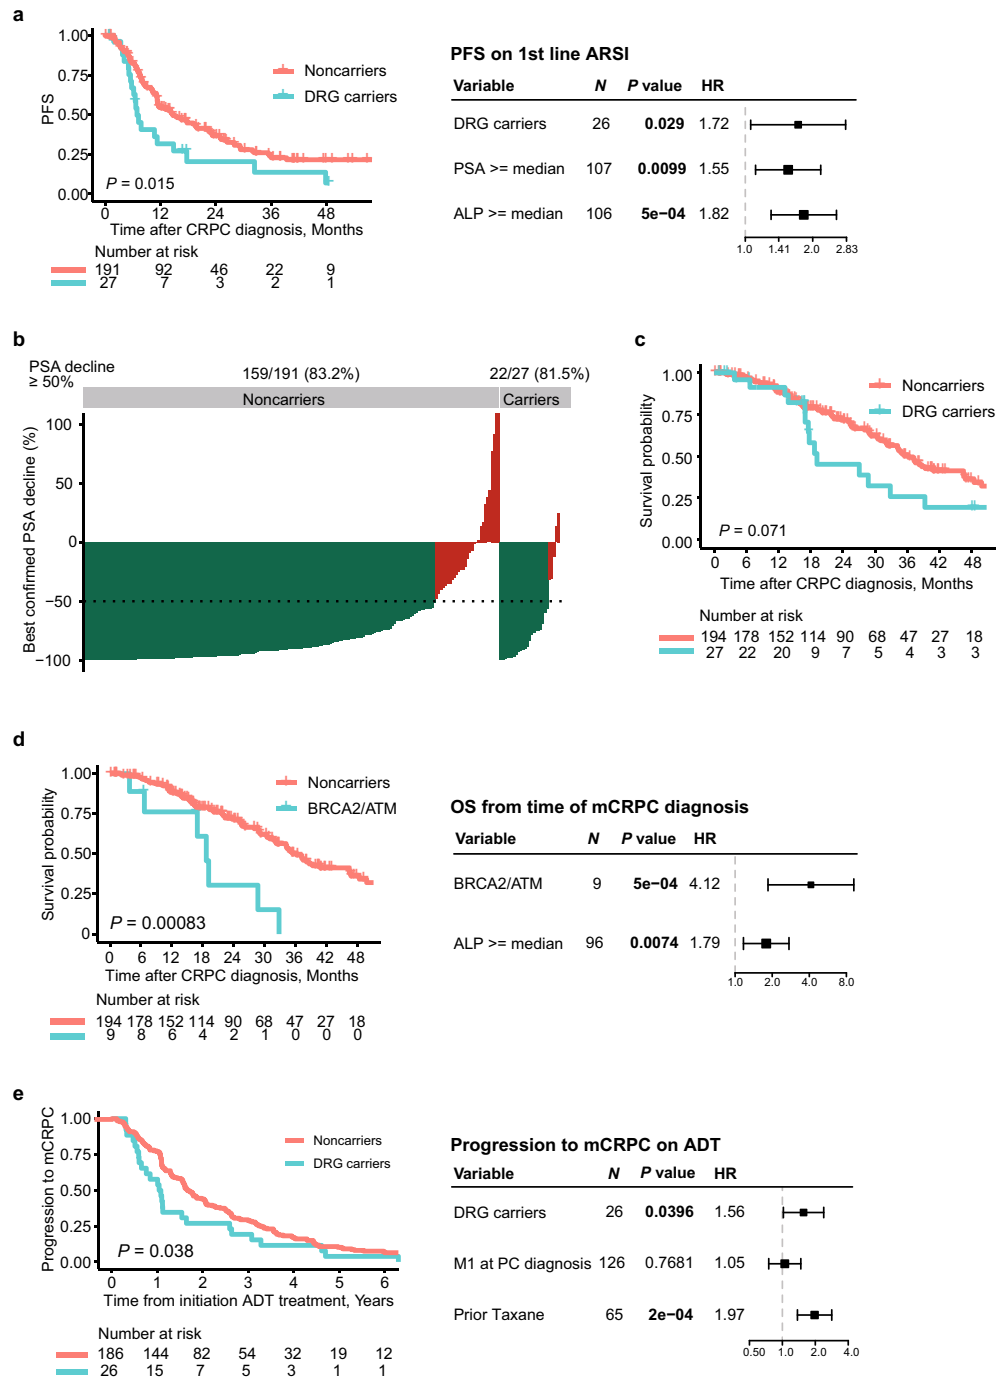 a
1.00
0.75
0.50
0.25
0.00
PFS
Noncarriers
DRG carriers
P = 0.015
0 12 24 36 48
Time after CRPC diagnosis, Months
Number at risk
191 92 46 22 9
27 7 3 2 1
PFS on 1st line ARSI
Variable N P value HR
DRG carriers 26 0.029 1.72
PSA >= median 107 0.0099 1.55
ALP >= median 106 5e−04 1.82
1.0 1.41 2.0 2.83
b
PSA decline
≥ 50%
159/191 (83.2%) 22/27 (81.5%)
Noncarriers Carriers
100
50
0
−50
−100
Best confirmed PSA decline (%)
c
1.00
0.75
0.50
0.25
0.00
Survival probability
Noncarriers
DRG carriers
P = 0.071
0 6 12 18 24 30 36 42 48
Time after CRPC diagnosis, Months
Number at risk
194 178 152 114 90 68 47 27 18
27 22 20 9 7 5 4 3 3
d
1.00
0.75
0.50
0.25
0
Survival probability
Noncarriers
BRCA2/ATM
P = 0.00083
0 6 12 18 24 30 36 42 48
Time after CRPC diagnosis, Months
Number at risk
194 178 152 114 90 68 47 27 18
9 8 6 4 2 1 0 0 0
OS from time of mCRPC diagnosis
Variable N P value HR
BRCA2/ATM 9 5e−04 4.12
ALP >= median 96 0.0074 1.79
1.0 2.0 4.0 8.0
e
1.00
0.75
0.50
0.25
0.00
Progression to mCRPC
Noncarriers
DRG carriers
P = 0.038
0 1 2 3 4 5 6
Time from initiation ADT treatment, Years
Number at risk
186 144 82 54 32 19 12
26 15 7 5 3 1 1
Progression to mCRPC on ADT
Variable N P value HR
DRG carriers 26 0.0396 1.56
M1 at PC diagnosis 126 0.7681 1.05
Prior Taxane 65 2e−04 1.97
0.50 1.0 2.0 4.0